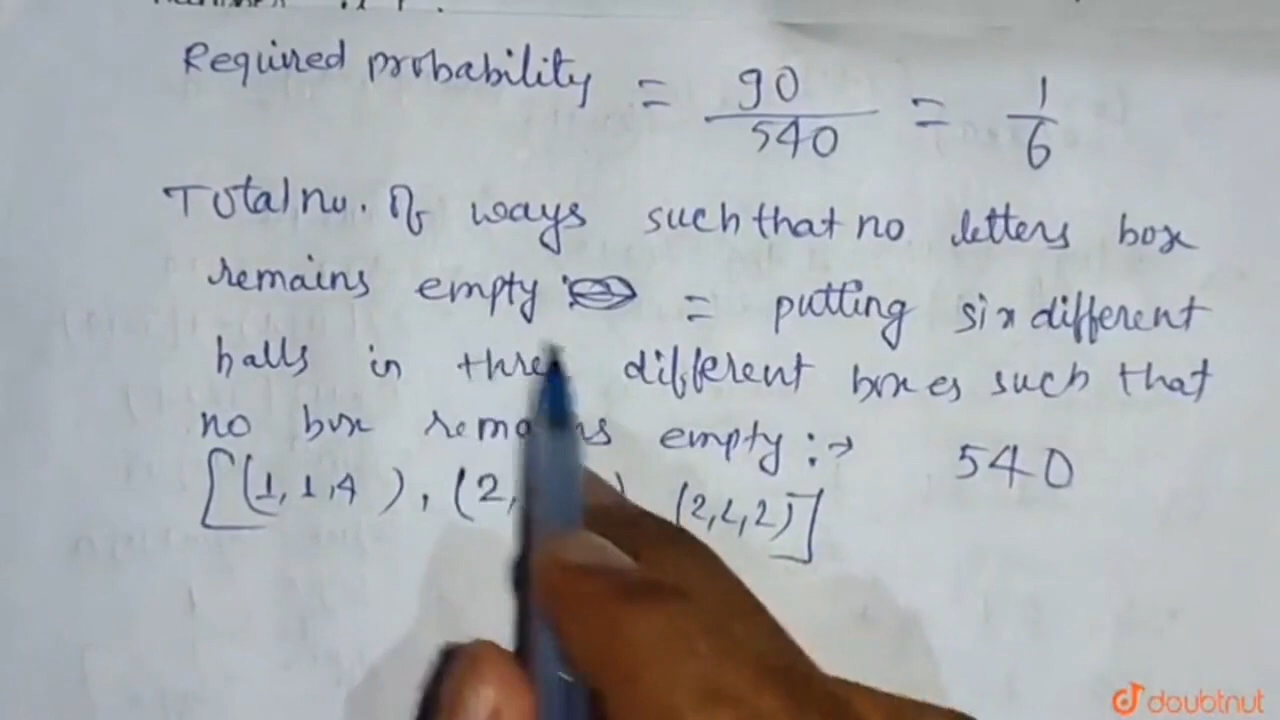 Required probability = 90/540 = 1/6
Total no. of ways such that no letters box
remains empty = putting six different
balls in different boxes such that
no box empty :→ 540
[(1,1,4), (2, ) (2,2,2)]
doubtnut